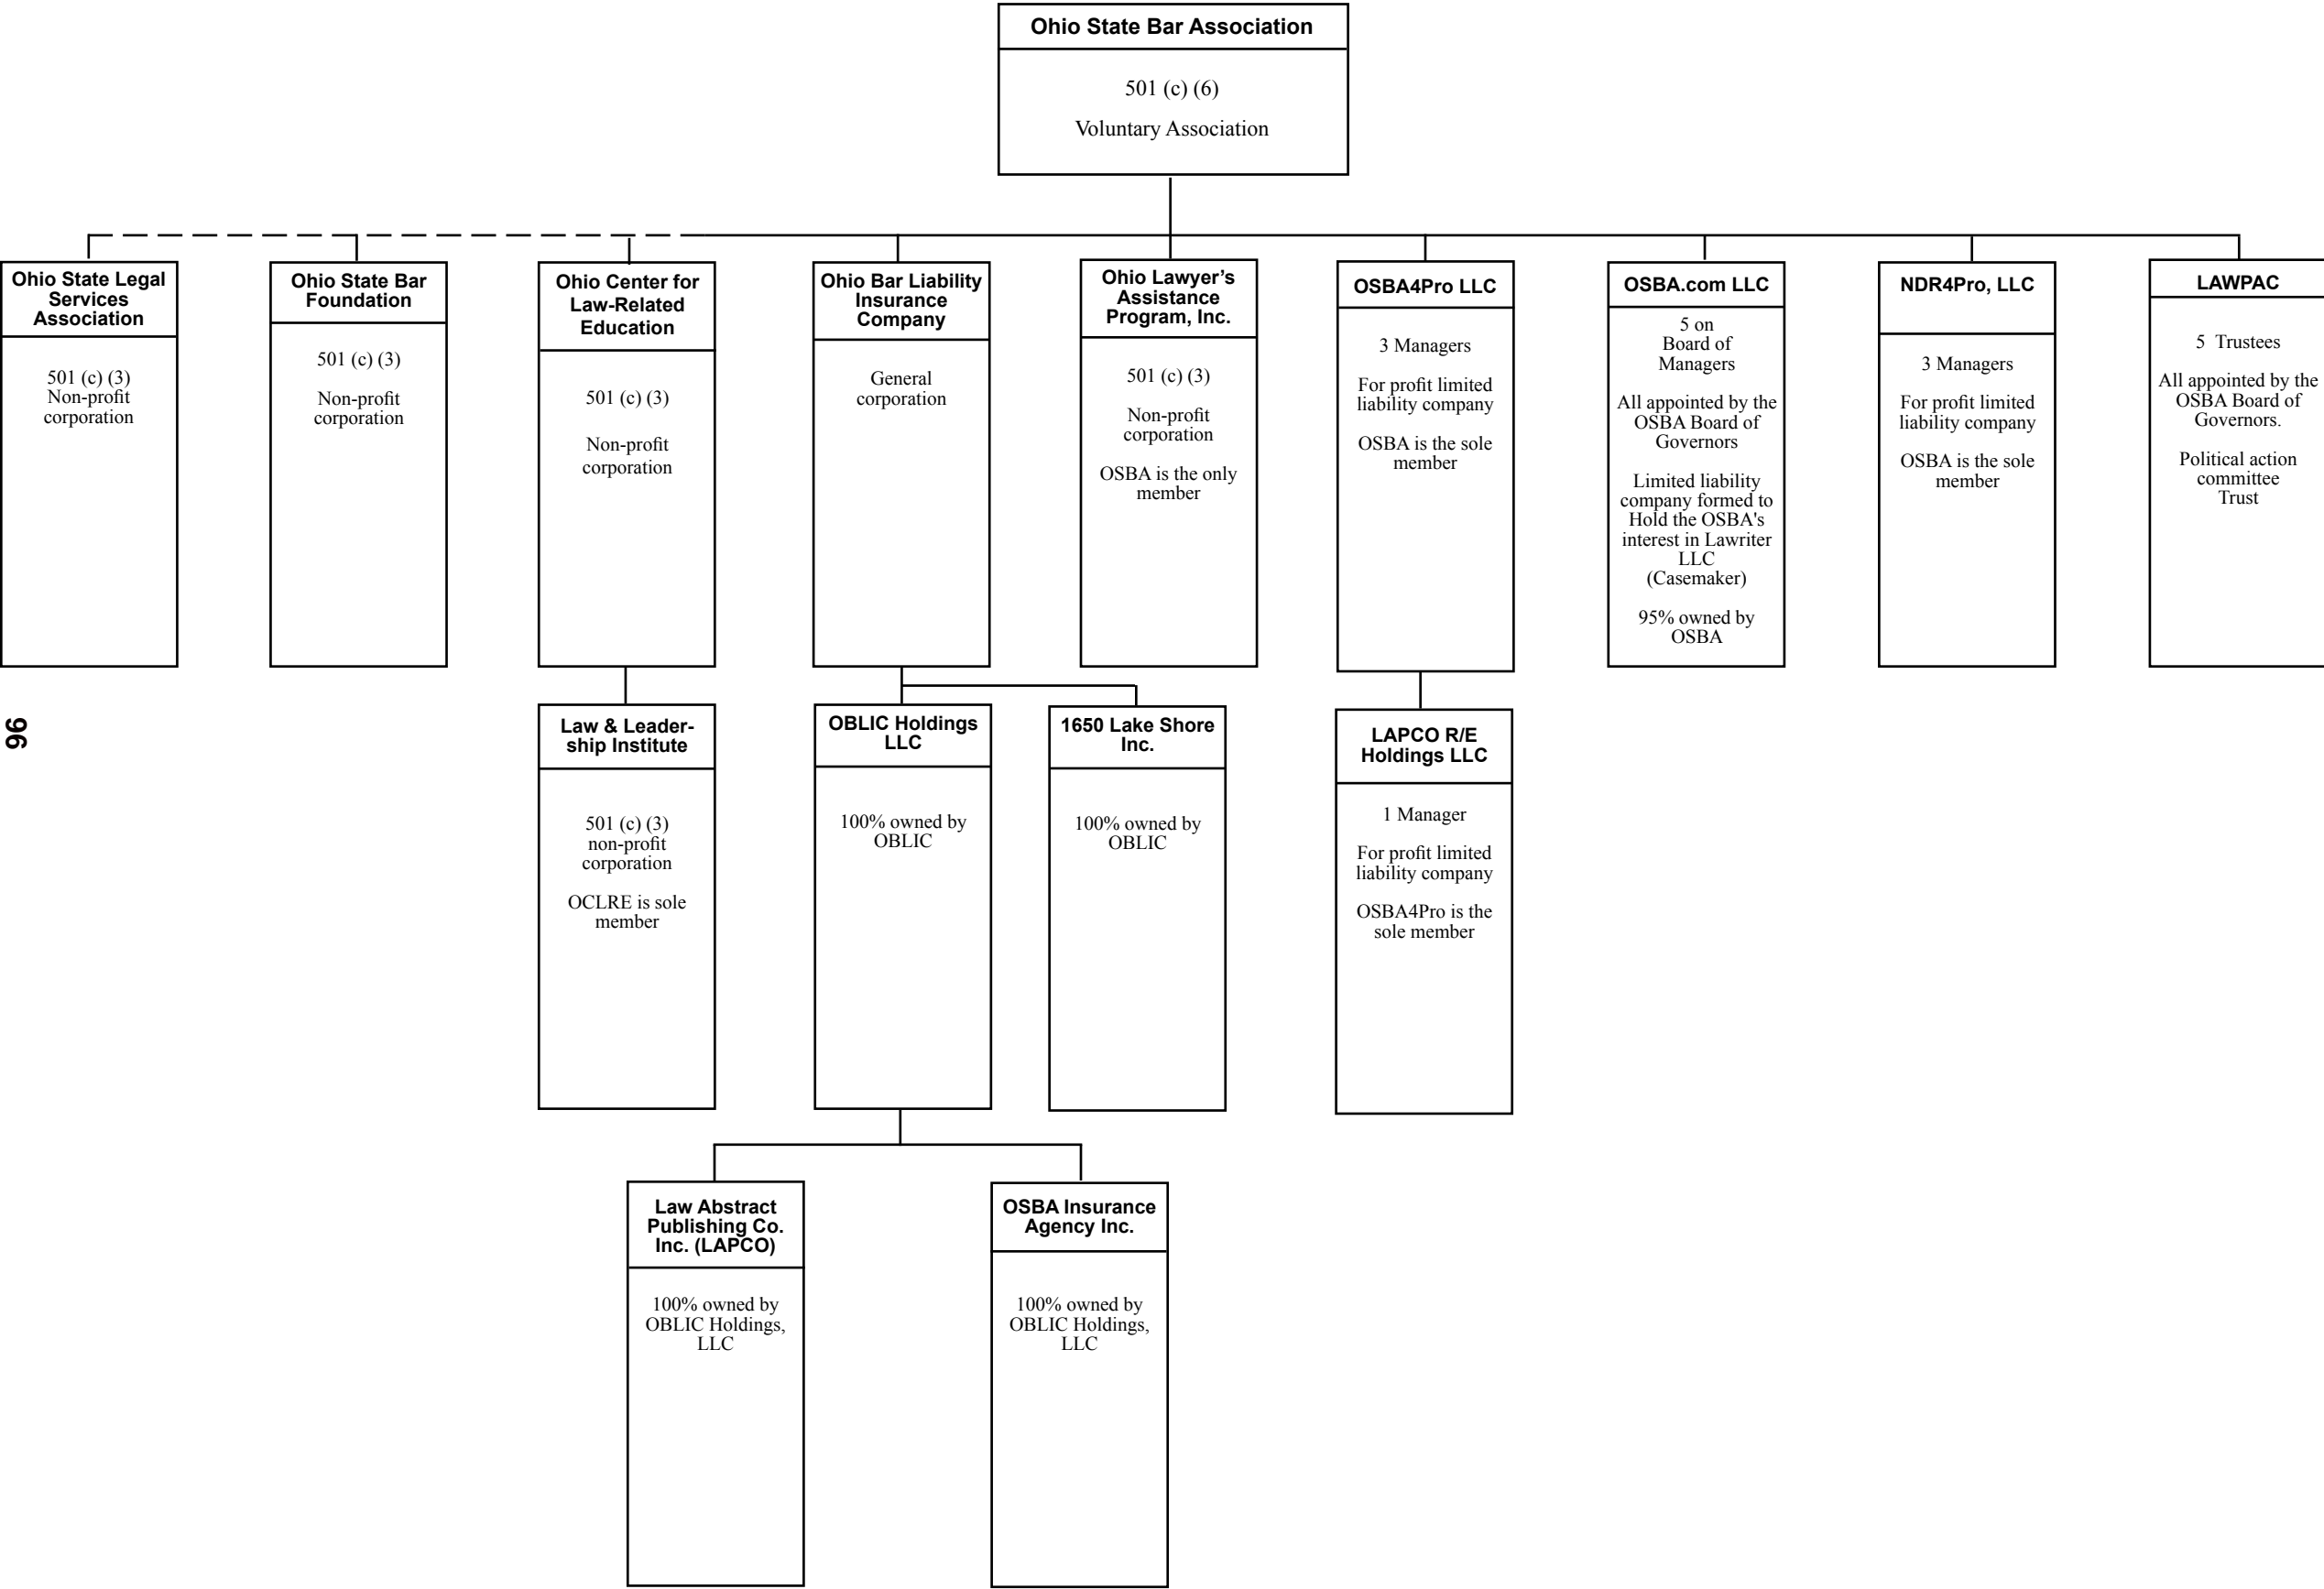 Ohio State Bar Association
501 (c) (6)
Voluntary Association
Ohio State Legal
Services
Association
501 (c) (3)
Non-profit
corporation
Ohio State Bar
Foundation
501 (c) (3)
Non-profit
corporation
Ohio Center for
Law-Related
Education
501 (c) (3)
Non-profit
corporation
Ohio Bar Liability
Insurance
Company
General
corporation
Ohio Lawyer’s
Assistance
Program, Inc.
501 (c) (3)
Non-profit
corporation
OSBA is the only
member
OSBA4Pro LLC
3 Managers
For profit limited
liability company
OSBA is the sole
member
OSBA.com LLC
5 on
Board of
Managers
All appointed by the
OSBA Board of
Governors
Limited liability
company formed to
Hold the OSBA's
interest in Lawriter
LLC
(Casemaker)
95% owned by
OSBA
NDR4Pro, LLC
3 Managers
For profit limited
liability company
OSBA is the sole
member
LAWPAC
5 Trustees
All appointed by the
OSBA Board of
Governors.
Political action
committee
Trust
96
Law & Leader-
ship Institute
501 (c) (3)
non-profit
corporation
OCLRE is sole
member
OBLIC Holdings
LLC
100% owned by
OBLIC
1650 Lake Shore
Inc.
100% owned by
OBLIC
LAPCO R/E
Holdings LLC
1 Manager
For profit limited
liability company
OSBA4Pro is the
sole member
Law Abstract
Publishing Co.
Inc. (LAPCO)
100% owned by
OBLIC Holdings,
LLC
OSBA Insurance
Agency Inc.
100% owned by
OBLIC Holdings,
LLC